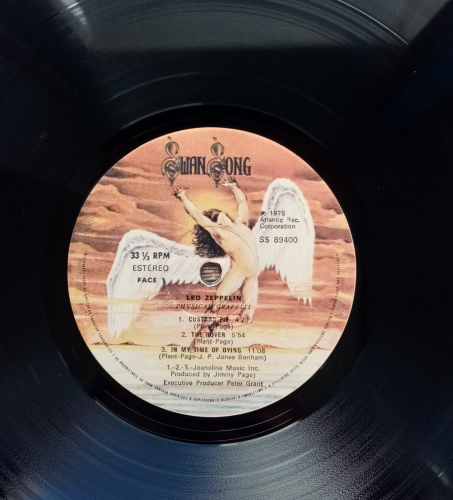 SWAN SONG
℗ 1975
Atlantic Rec.
Corporation
SS 89400
33 ⅓ RPM
ESTÉREO
FACE 1
LED ZEPPELIN
PHYSICAL GRAFFITI
1. CUSTARD PIE 4'20
(Plant-Page)
2. THE ROVER 5'54
(Plant-Page)
3. IN MY TIME OF DYING 11'08
(Plant-Page-J. P. Jones Bonham)
1.-2.-3.-Joaneline Music Inc.
Produced by Jimmy Page)
Executive Producer Peter Grant